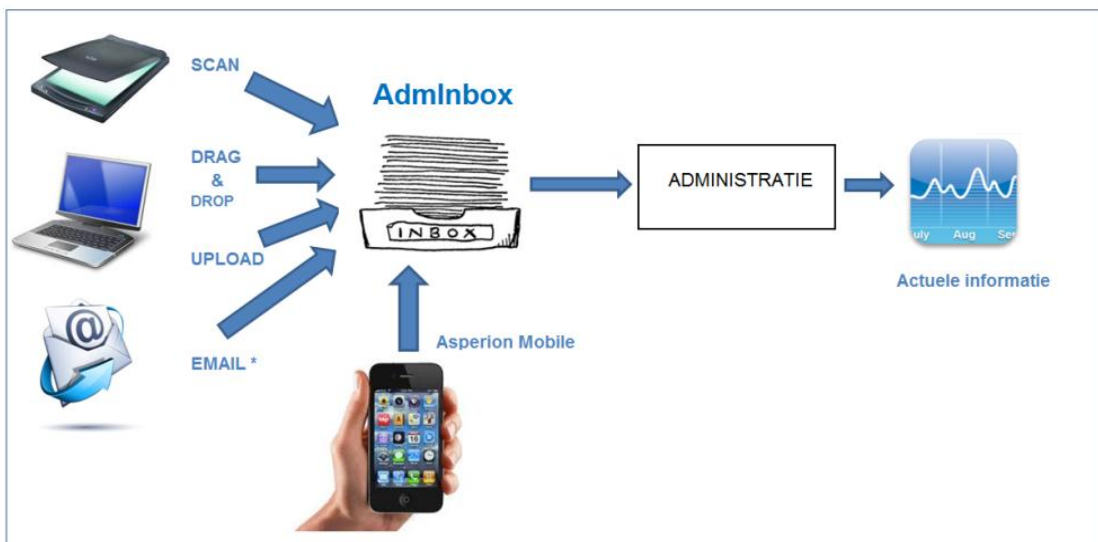 SCAN
AdmInbox
DRAG
&
DROP
ADMINISTRATIE
INBOX
UPLOAD
uly Aug Se
Actuele informatie
Asperion Mobile
EMAIL *
@